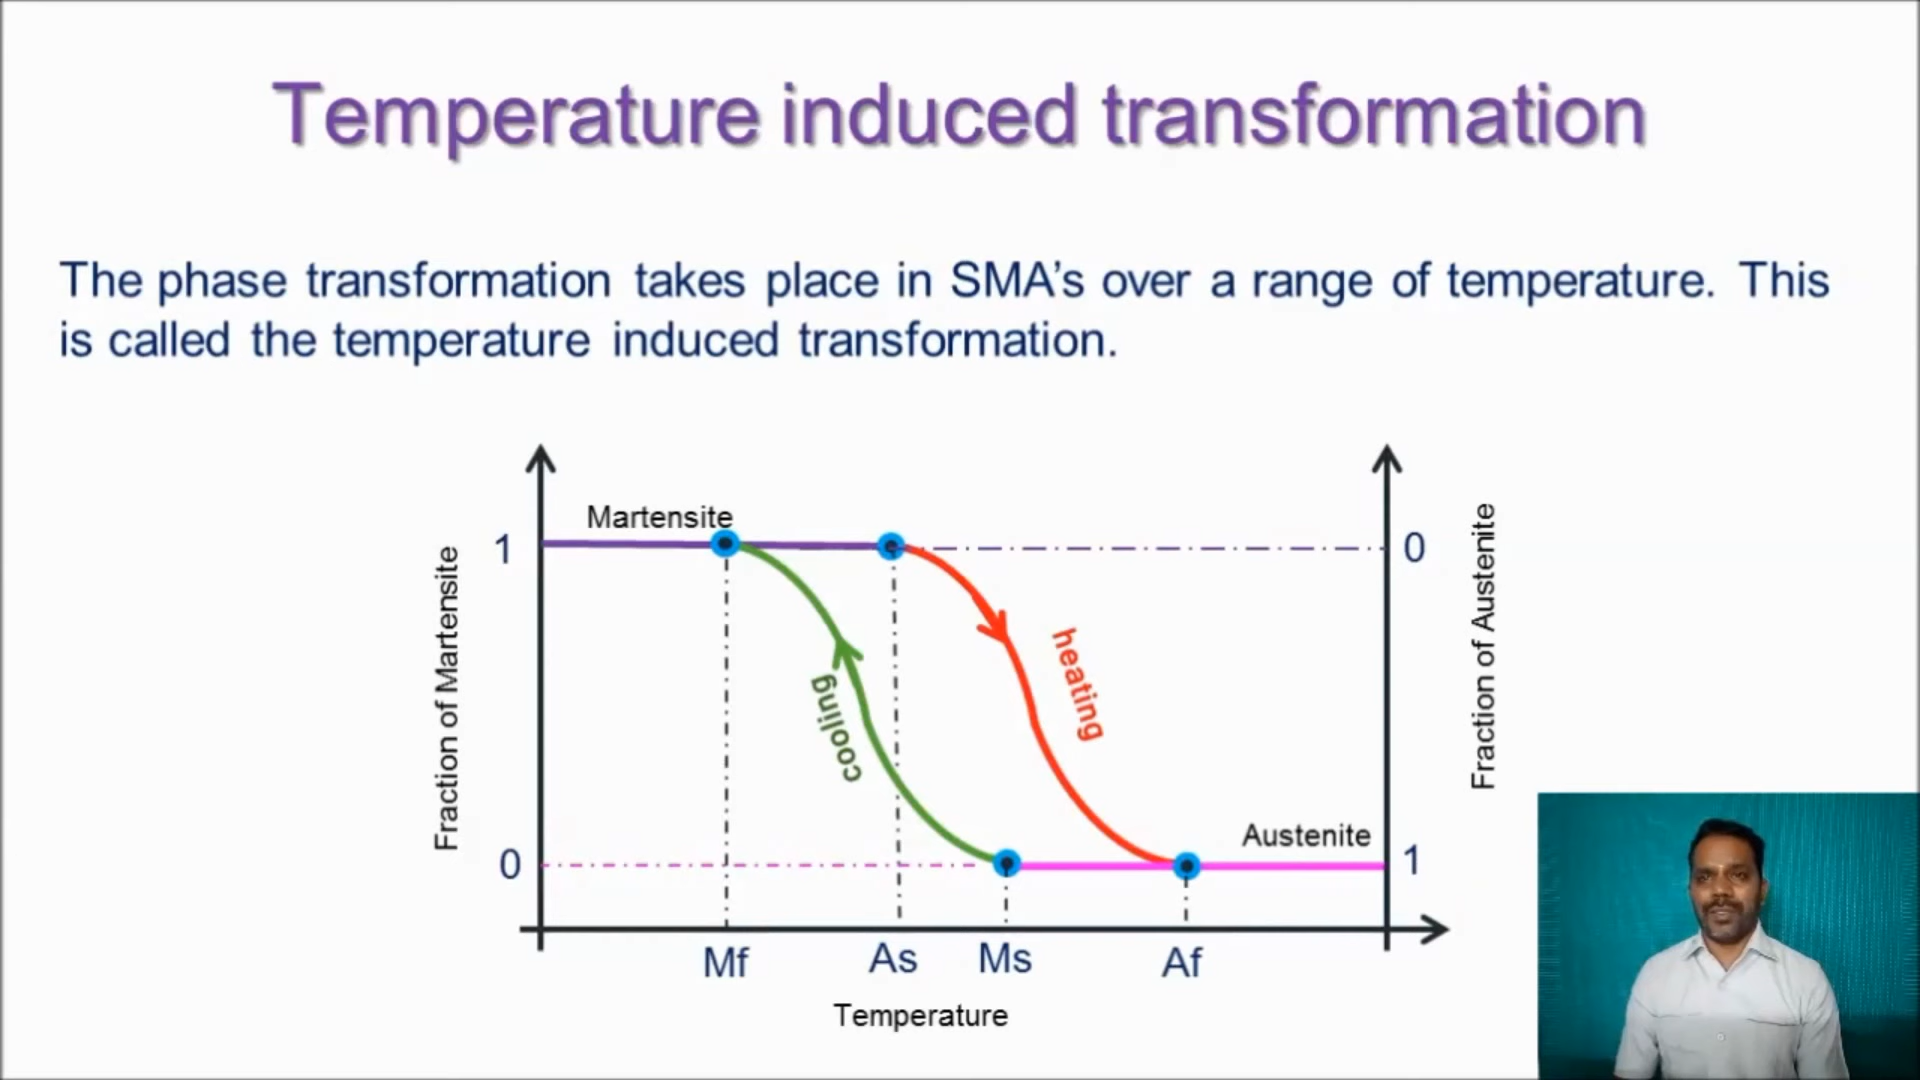 Temperature induced transformation
The phase transformation takes place in SMA’s over a range of temperature. This
is called the temperature induced transformation.
Martensite
1
0
Fraction of Martensite
Fraction of Austenite
heating
cooling
Austenite
0
1
Mf
As
Ms
Af
Temperature